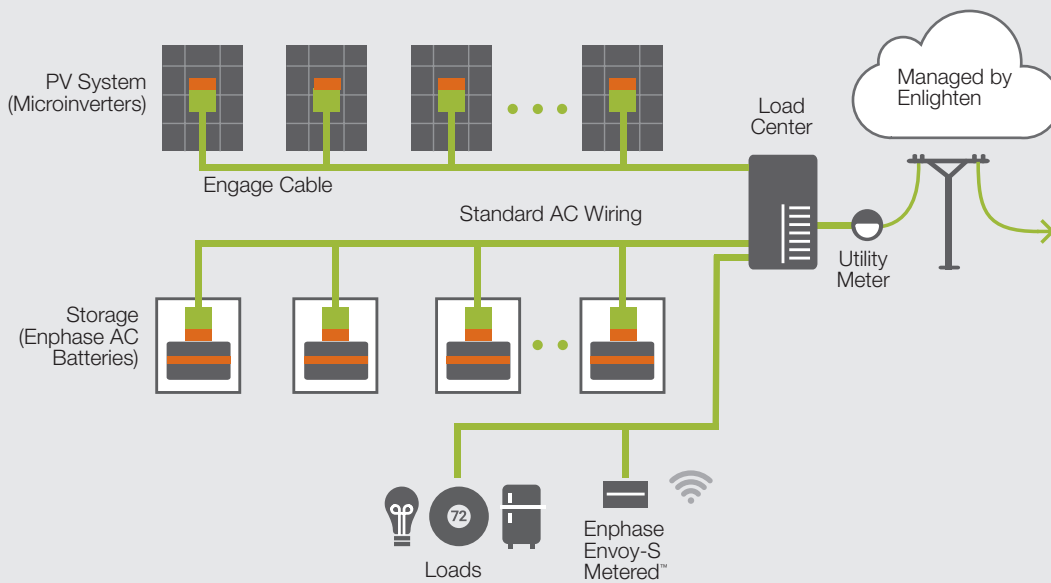 PV System
(Microinverters)
Engage Cable
Load
Center
Managed by
Enlighten
Standard AC Wiring
Utility
Meter
Storage
(Enphase AC
Batteries)
72
Loads
Enphase
Envoy-S
Metered™